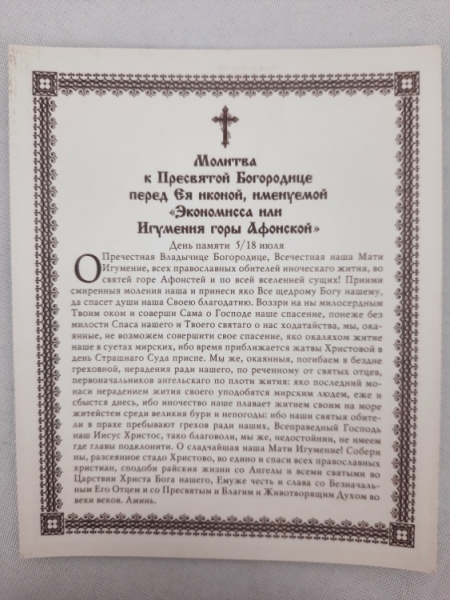 Молитва
к Пресвятой Богородице
перед Ея иконой, именуемой
«Экономисса или
Игумения горы Афонской»
День памяти 5/18 июля
О Пречестная Владычице Богородице, Всечестная наша Мати
Игумение, всех православных обителей иноческаго жития, во
святей горе Афонстей и по всей вселенней сущих! Приими
смиренныя моления наша и принеси яко Все щедрому Богу нашему,
да спасет души наша Своею благодатию. Воззри на ны милосердным
Твоим оком и соверши Сама о Господе наше спасение, понеже без
милости Спаса нашего и Твоего святаго о нас ходатайства, мы, ока-
янные, не возможем совершити свое спасение, яко окаляхом житие
наше в суетах мирских, ибо время приближается жатвы Христовой в
день Страшнаго Суда приспе. Мы же, окаянныя, погибаем в бездне
греховной, нерадения ради нашего, по реченному от святых отцев,
первоначальников ангельскаго по плоти жития: яко последний мо-
наси нерадением жития своего уподобятся мирским людем, еже и
сбыстся днесь, ибо иночество наше плавает житием своим на море
житейстем среди великия бури и непогоды: ибо наши святыя обите-
ли в прахе пребывают грехов ради наших, Всеправедный Господь
наш Иисус Христос, тако благоволи, мы же, недостойнии, не имеем
где главы подклонити. О сладчайшая наша Мати Игумение! Собери
ны, разсеянное стадо Христово, во едино и спаси всех православных
христиан, сподоби райския жизни со Ангелы и всеми святыми во
Царствии Христа Бога нашего, Емуже честь и слава со Безначаль-
ным Его Отцем и со Пресвятым и Благим и Животворящим Духом во
веки веков. Аминь.